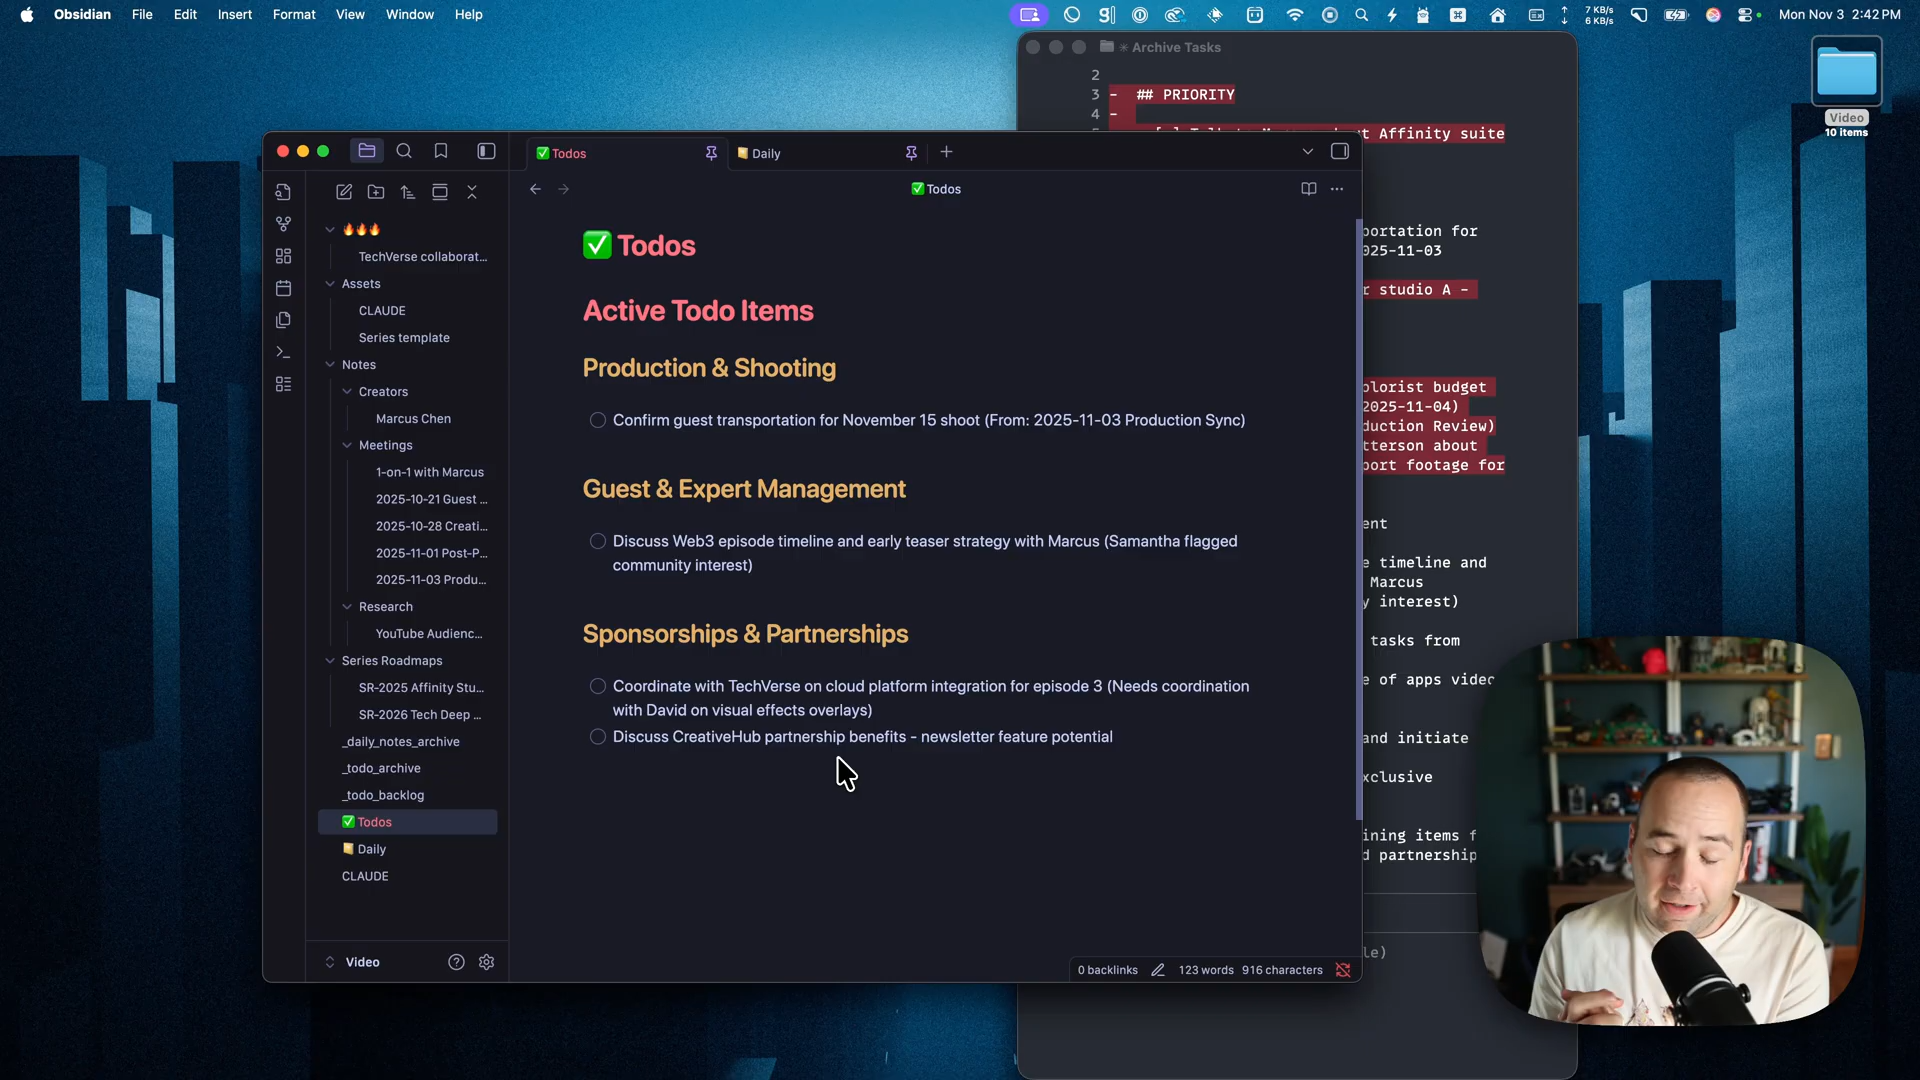 Obsidian File Edit Insert Format View Window Help
7 KB/s
6 KB/s
Mon Nov 3 2:42 PM
Archive Tasks
2
3 - ## PRIORITY
4 -
Affinity suite
Video
10 items
✅ Todos
Daily
✅ Todos
🔥🔥🔥
TechVerse collaborat...
Assets
CLAUDE
Series template
Notes
Creators
Marcus Chen
Meetings
1-on-1 with Marcus
2025-10-21 Guest ...
2025-10-28 Creati...
2025-11-01 Post-P...
2025-11-03 Produ...
Research
YouTube Audienc...
Series Roadmaps
SR-2025 Affinity Stu...
SR-2026 Tech Deep ...
_daily_notes_archive
_todo_archive
_todo_backlog
✅ Todos
Daily
CLAUDE
Video
✅ Todos
Active Todo Items
Production & Shooting
Confirm guest transportation for November 15 shoot (From: 2025-11-03 Production Sync)
Guest & Expert Management
Discuss Web3 episode timeline and early teaser strategy with Marcus (Samantha flagged
community interest)
Sponsorships & Partnerships
Coordinate with TechVerse on cloud platform integration for episode 3 (Needs coordination
with David on visual effects overlays)
Discuss CreativeHub partnership benefits - newsletter feature potential
0 backlinks 123 words 916 characters
portation for
025-11-03
r studio A -
olorist budget
2025-11-04)
duction Review)
tterson about
port footage for
ent
e timeline and
Marcus
y interest)
tasks from
e of apps video
and initiate
xclusive
ining items f
d partnership
le)